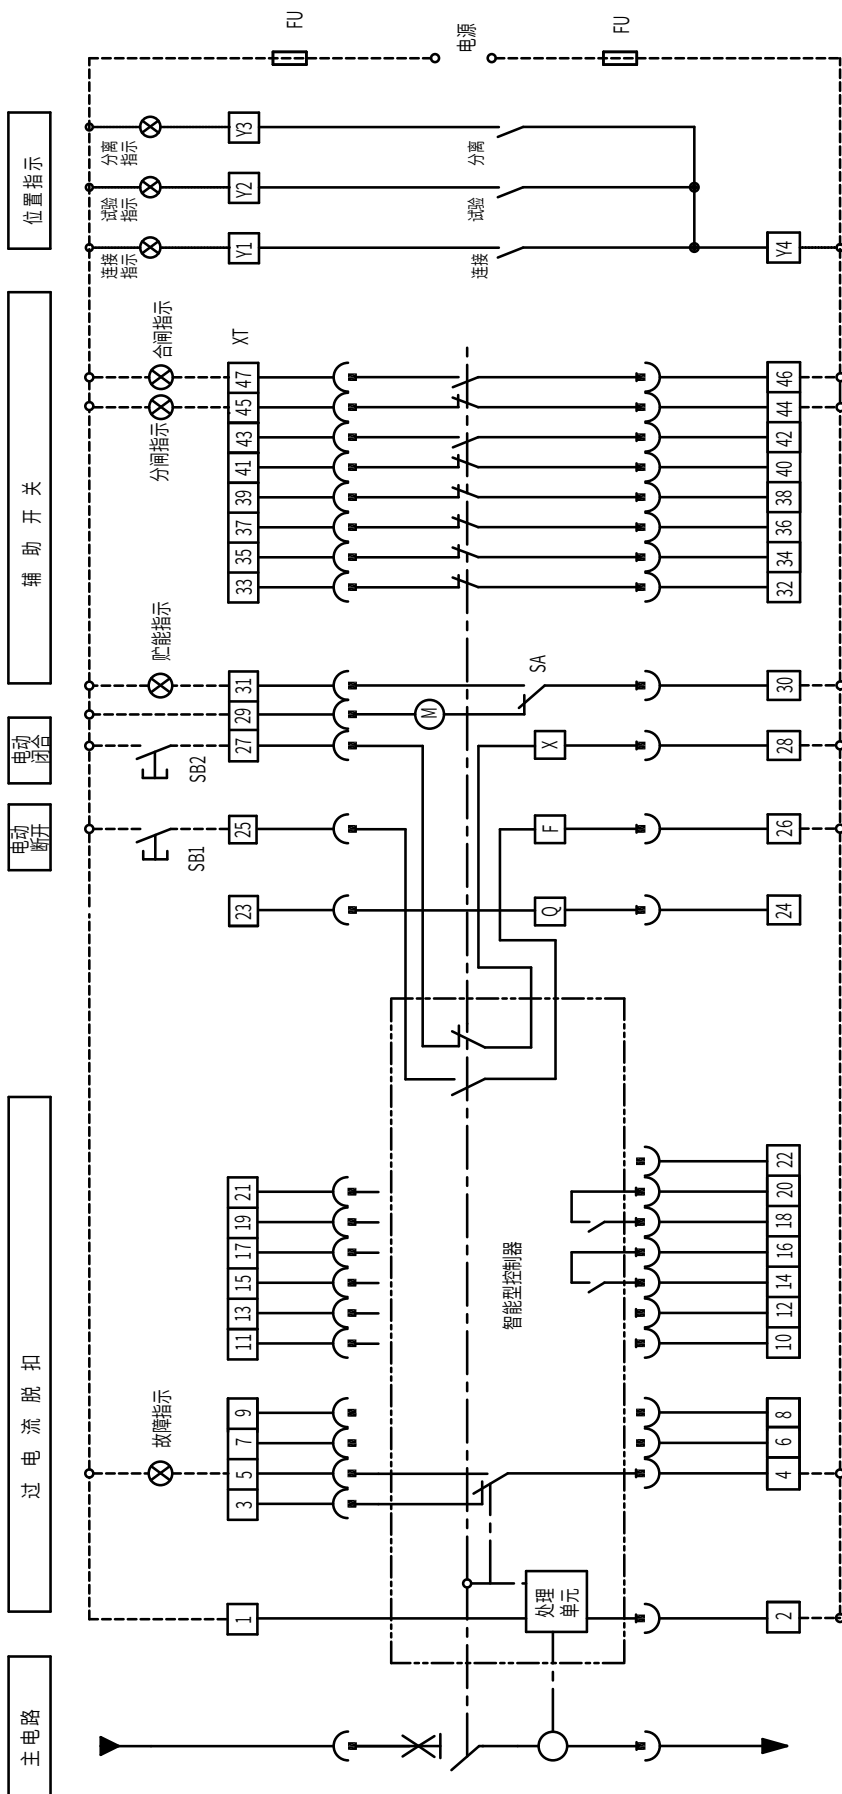 主电路
过电流脱扣
电动
断开
电动
闭合
辅助开关
位置指示
故障指示
SB1
SB2
贮能指示
分闸指示
合闸指示
连接
指示
试验
指示
分离
指示
FU
电源
FU
XT
1
3
5
7
9
11
13
15
17
19
21
23
25
27
29
31
33
35
37
39
41
43
45
47
Y1
Y2
Y3
处理
单元
智能型控制器
M
SA
Q
F
X
连接
试验
分离
2
4
6
8
10
12
14
16
18
20
22
24
26
28
30
32
34
36
38
40
42
44
46
Y4